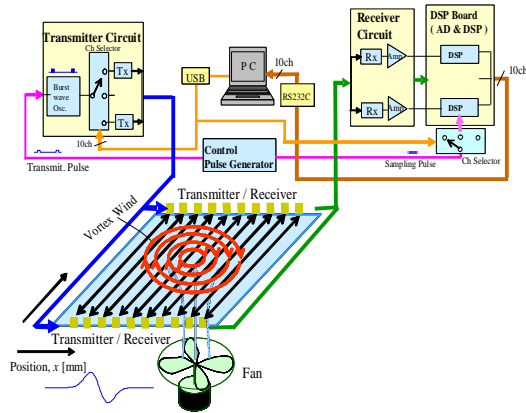 Transmitter Circuit
Ch Selector
Burst
wave
Osc.
Tx
Tx
10ch
Transmit. Pulse
USB
P C
10ch
RS232C
Control
Pulse Generator
Receiver
Circuit
Rx
Amp
Rx
Amp
DSP Board
( AD & DSP )
DSP
DSP
10ch
Sampling Pulse
Ch Selector
Transmitter / Receiver
Vortex Wind
Transmitter / Receiver
Position, x [mm]
Fan